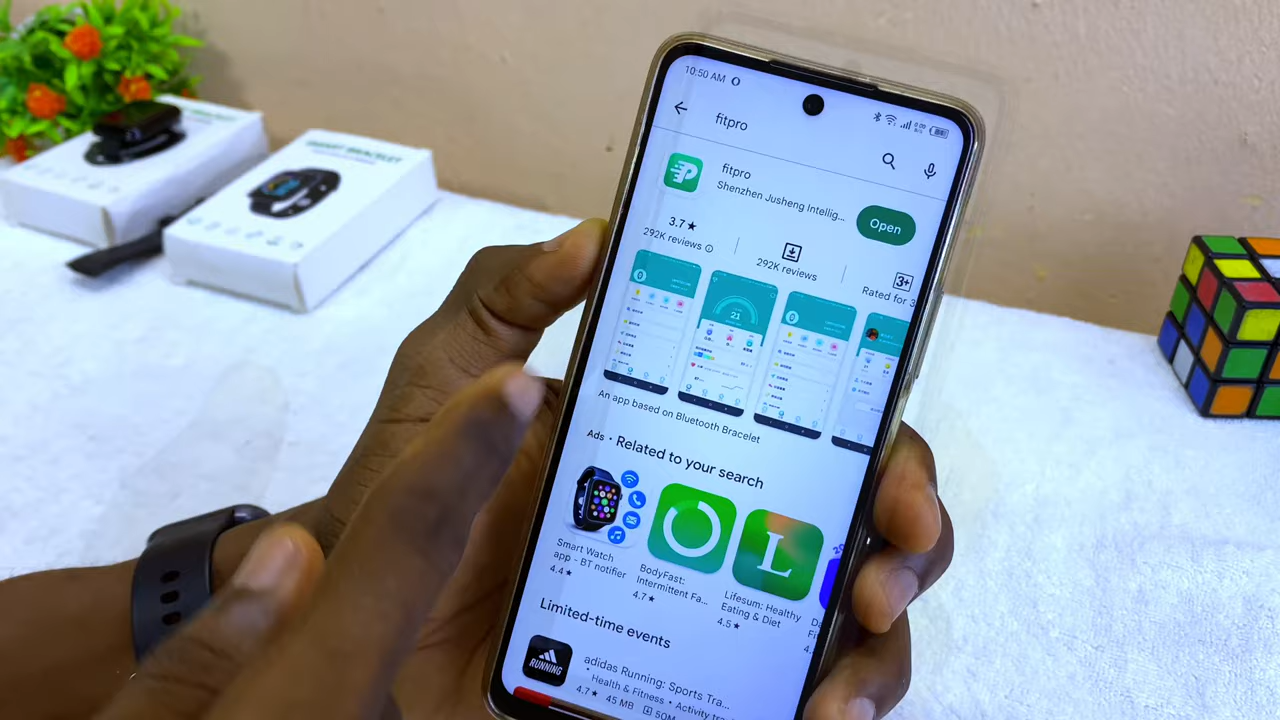 SMART BRACELET
10:50 AM
fitpro
fitpro
Shenzhen Jusheng Intellig...
Open
3.7★
292K reviews
292K reviews
3+
Rated for 3
21
An app based on Bluetooth Bracelet
Ads · Related to your search
Smart Watch
app - BT notifier
4.4★
BodyFast:
Intermittent Fa...
4.7★
L
Lifesum: Healthy
Eating & Diet
4.5★
Limited-time events
RUNNING
adidas Running: Sports Tra...
Health & Fitness • Activity tra
4.7★ 45 MB 50M